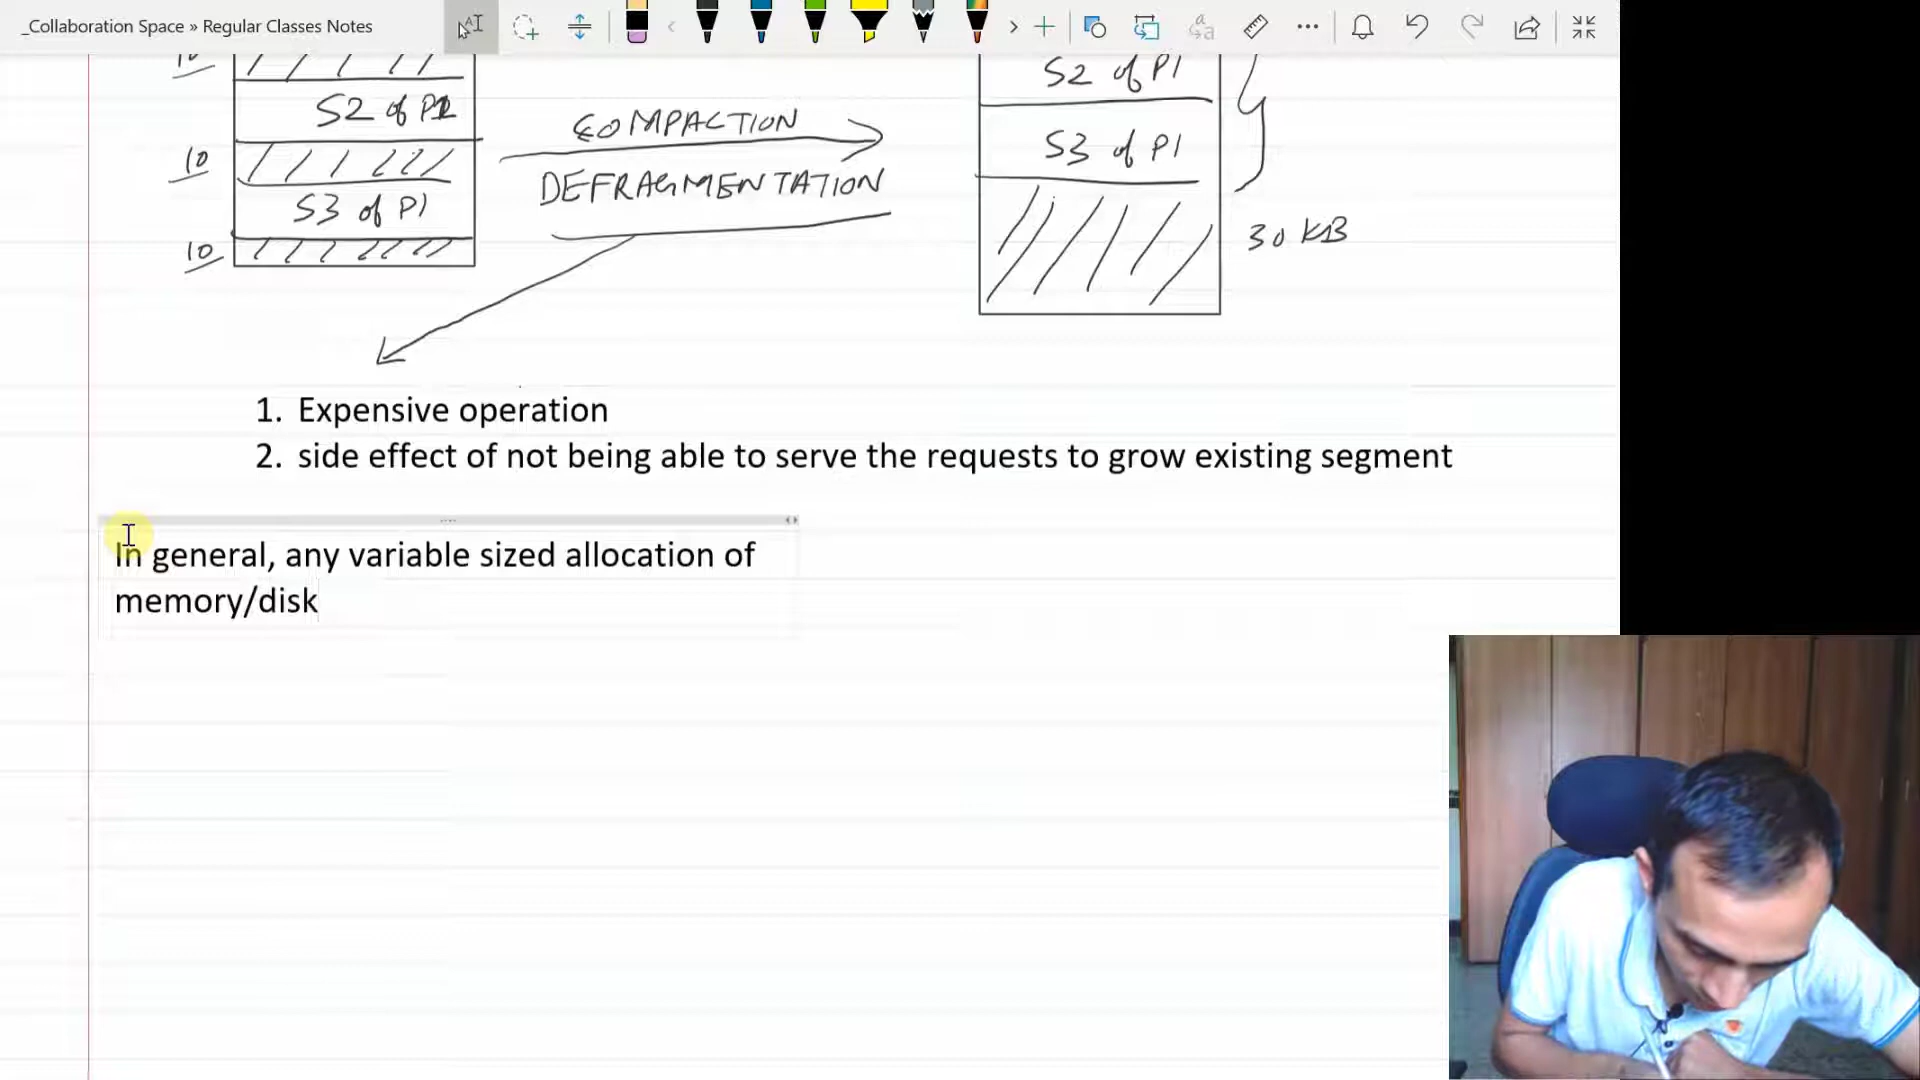 _Collaboration Space » Regular Classes Notes
S2 of P1
S2 of P1
COMPACTION
10
S3 of P1
DEFRAGMENTATION
S3 of P1
30 KB
10
1. Expensive operation
2. side effect of not being able to serve the requests to grow existing segment
In general, any variable sized allocation of
memory/disk